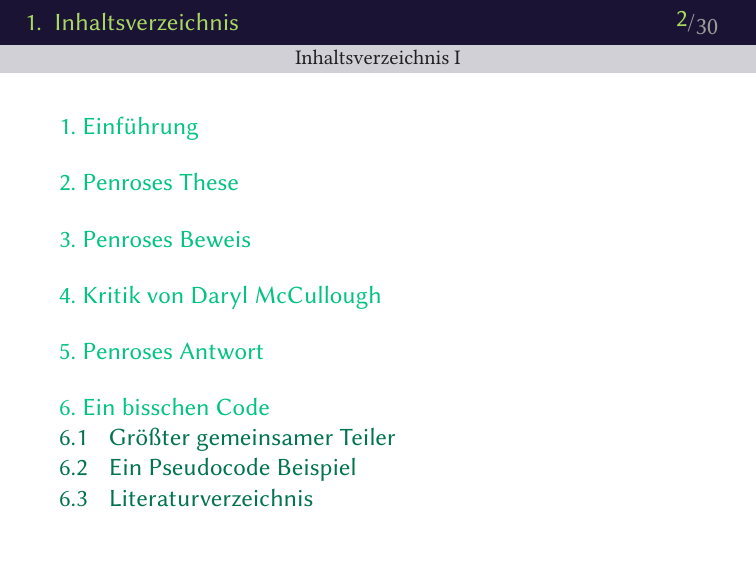 1. Inhaltsverzeichnis 2/30
Inhaltsverzeichnis I
1. Einführung
2. Penroses These
3. Penroses Beweis
4. Kritik von Daryl McCullough
5. Penroses Antwort
6. Ein bisschen Code
6.1 Größter gemeinsamer Teiler
6.2 Ein Pseudocode Beispiel
6.3 Literaturverzeichnis